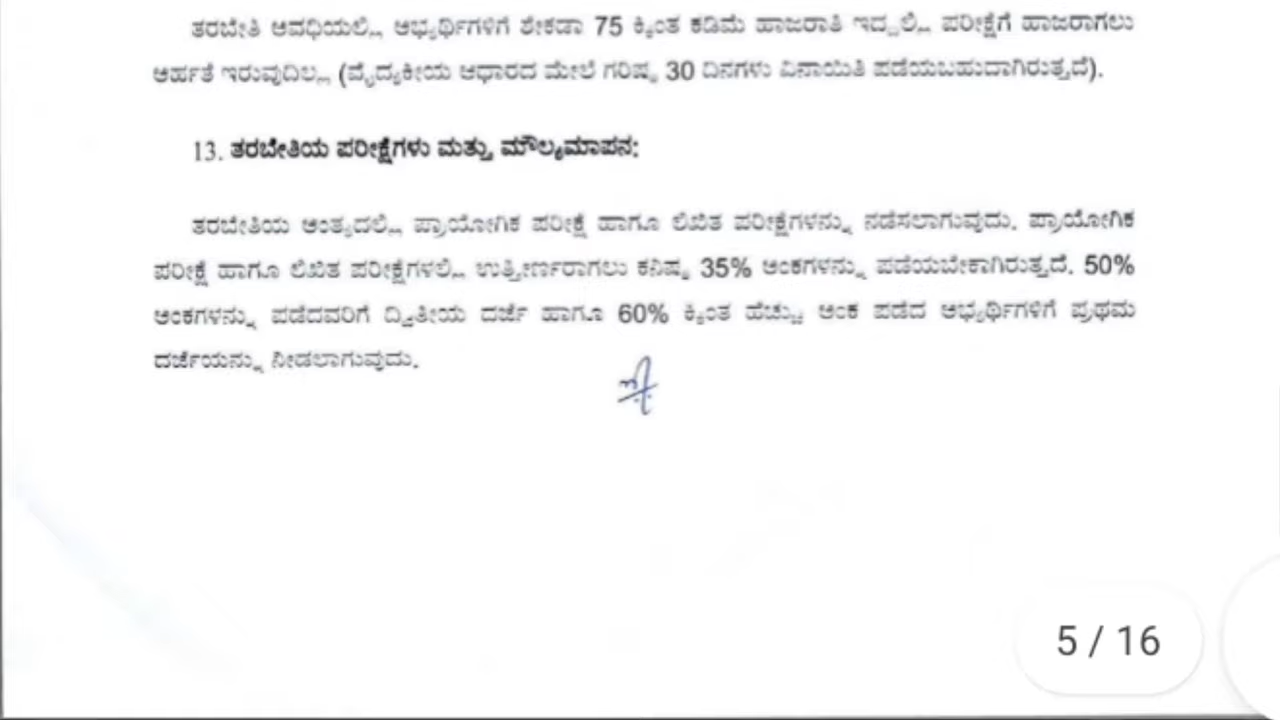 ತರಬೇತಿ ಅವಧಿಯಲ್ಲಿ ಅಭ್ಯರ್ಥಿಗಳಿಗೆ ಶೇಕಡಾ 75 ಕ್ಕಿಂತ ಕಡಿಮೆ ಹಾಜರಾತಿ ಇದ್ದಲ್ಲಿ ಪರೀಕ್ಷೆಗೆ ಹಾಜರಾಗಲು
ಅರ್ಹತೆ ಇರುವುದಿಲ್ಲ (ವೈದ್ಯಕೀಯ ಆಧಾರದ ಮೇಲೆ ಗರಿಷ್ಠ 30 ದಿನಗಳು ವಿನಾಯಿತಿ ಪಡೆಯಬಹುದಾಗಿರುತ್ತದೆ).
13. ತರಬೇತಿಯ ಪರೀಕ್ಷೆಗಳು ಮತ್ತು ಮೌಲ್ಯಮಾಪನ:
ತರಬೇತಿಯ ಅಂತ್ಯದಲ್ಲಿ ಪ್ರಾಯೋಗಿಕ ಪರೀಕ್ಷೆ ಹಾಗೂ ಲಿಖಿತ ಪರೀಕ್ಷೆಗಳನ್ನು ನಡೆಸಲಾಗುವುದು. ಪ್ರಾಯೋಗಿಕ
ಪರೀಕ್ಷೆ ಹಾಗೂ ಲಿಖಿತ ಪರೀಕ್ಷೆಗಳಲ್ಲಿ ಉತ್ತೀರ್ಣರಾಗಲು ಕನಿಷ್ಠ 35% ಅಂಕಗಳನ್ನು ಪಡೆಯಬೇಕಾಗಿರುತ್ತದೆ. 50%
ಅಂಕಗಳನ್ನು ಪಡೆದವರಿಗೆ ದ್ವಿತೀಯ ದರ್ಜೆ ಹಾಗೂ 60% ಕ್ಕಿಂತ ಹೆಚ್ಚು ಅಂಕ ಪಡೆದ ಅಭ್ಯರ್ಥಿಗಳಿಗೆ ಪ್ರಥಮ
ದರ್ಜೆಯನ್ನು ನೀಡಲಾಗುವುದು.
5 / 16